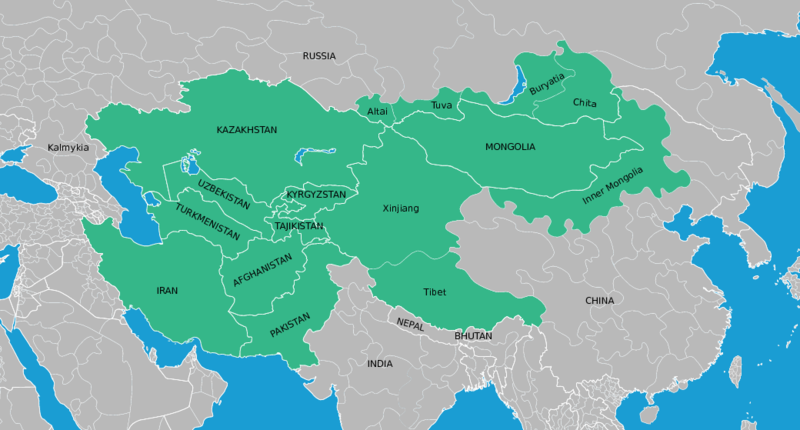 RUSSIA
Buryatia
Altai
Tuva
Chita
KAZAKHSTAN
Kalmykia
MONGOLIA
Inner Mongolia
UZBEKISTAN
KYRGYZSTAN
Xinjiang
TURKMENISTAN
TAJIKISTAN
AFGHANISTAN
IRAN
Tibet
CHINA
PAKISTAN
NEPAL
BHUTAN
INDIA